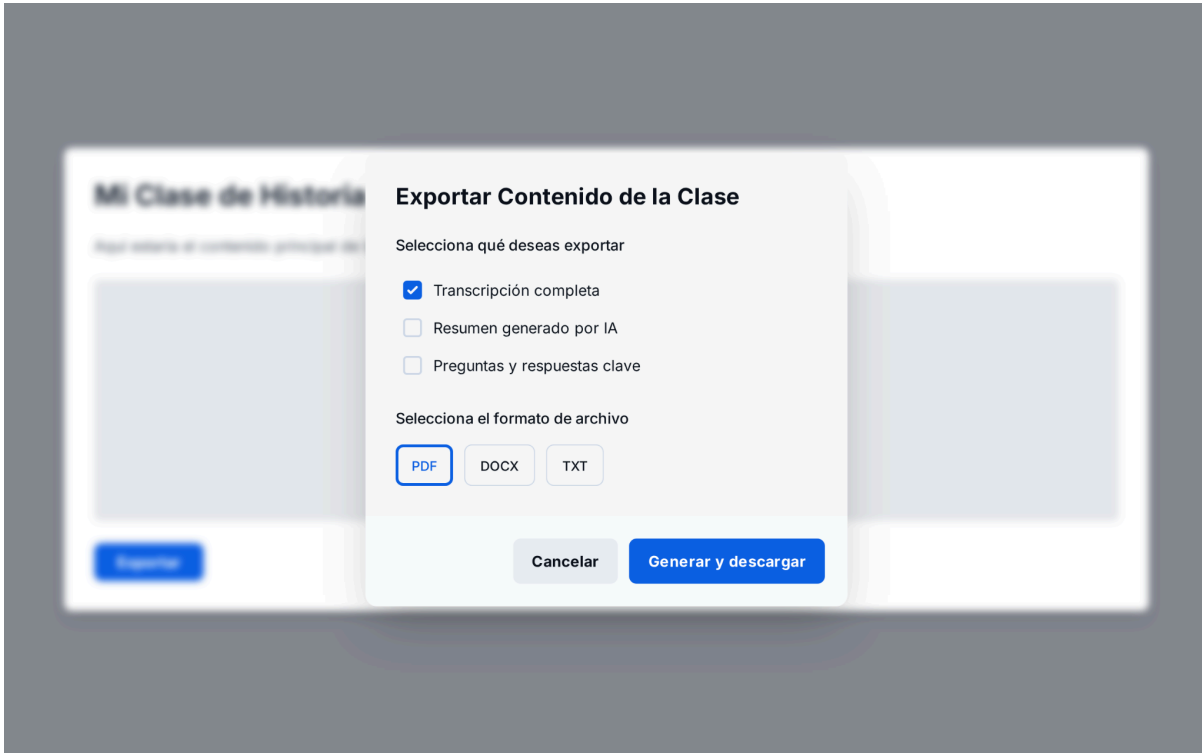 Mi Clase de Historia
Exportar Contenido de la Clase
Selecciona qué deseas exportar
Transcripción completa
Resumen generado por IA
Preguntas y respuestas clave
Selecciona el formato de archivo
PDF DOCX TXT
Exportar
Cancelar Generar y descargar